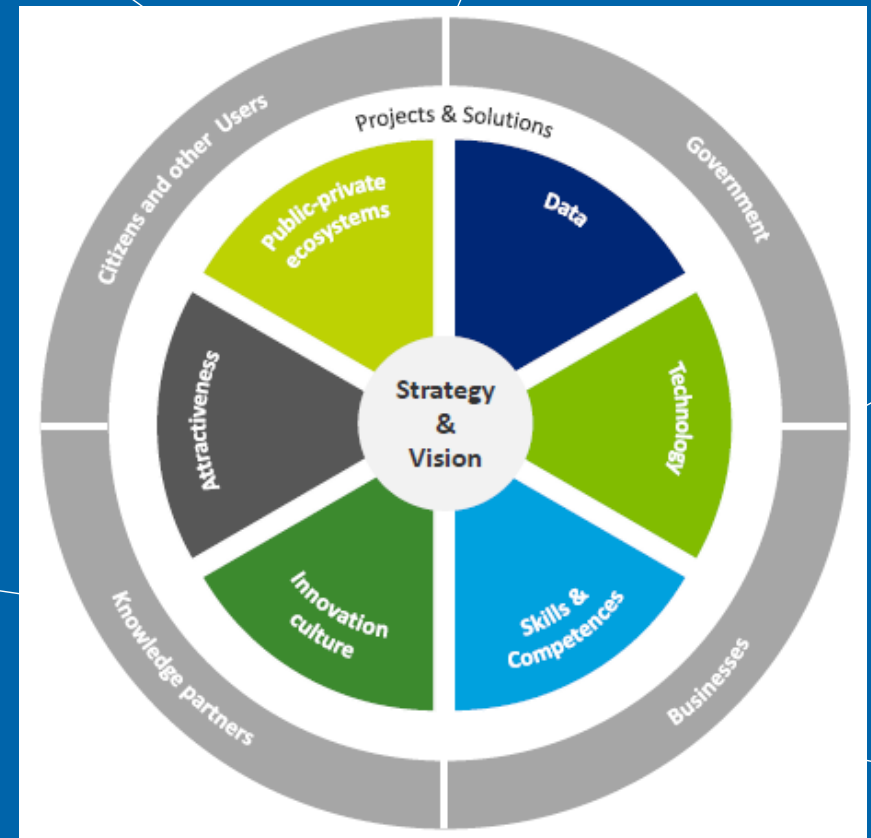 Citizens and other Users
Government
Projects & Solutions
Public-private
ecosystems
Data
Attractiveness
Strategy
&
Vision
Technology
Innovation
culture
Skills &
Competences
Knowledge partners
Businesses